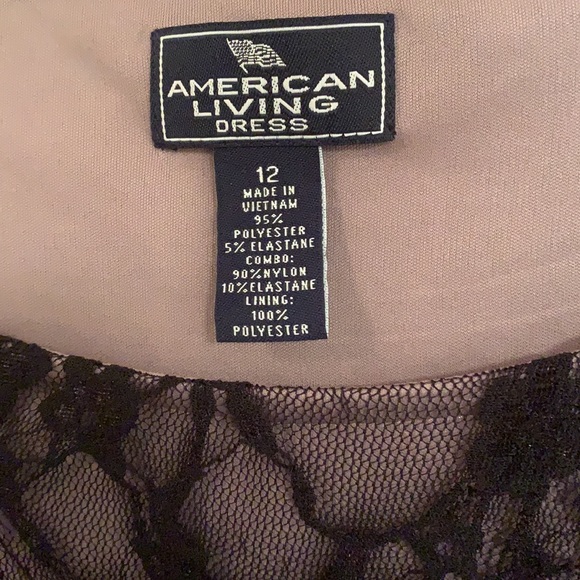 AMERICAN
LIVING
DRESS
12
MADE IN
VIETNAM
95%
POLYESTER
5% ELASTANE
COMBO:
90%NYLON
10%ELASTANE
LINING:
100%
POLYESTER